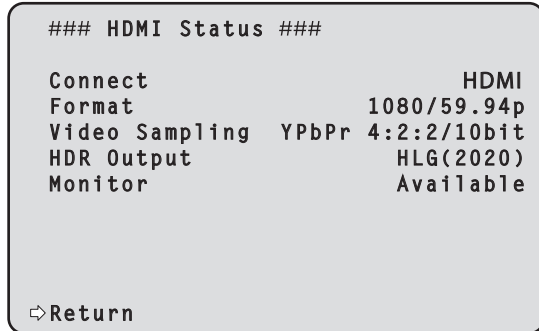 ### HDMI Status ###
Connect HDMI
Format 1080/59.94p
Video Sampling YPbPr 4:2:2/10bit
HDR Output HLG(2020)
Monitor Available
⇨Return